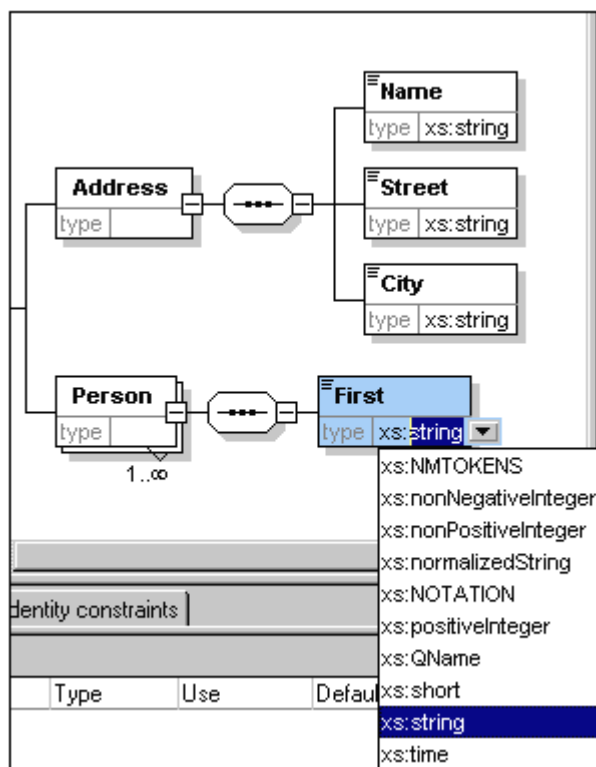 Name
type xs:string
Address
type
Street
type xs:string
City
type xs:string
Person
type
1..∞
First
type xs:string
xs:NMTOKENS
xs:nonNegativeInteger
xs:nonPositiveInteger
xs:normalizedString
xs:NOTATION
xs:positiveInteger
xs:QName
xs:short
xs:string
xs:time
dentity constraints
Type Use Defaul